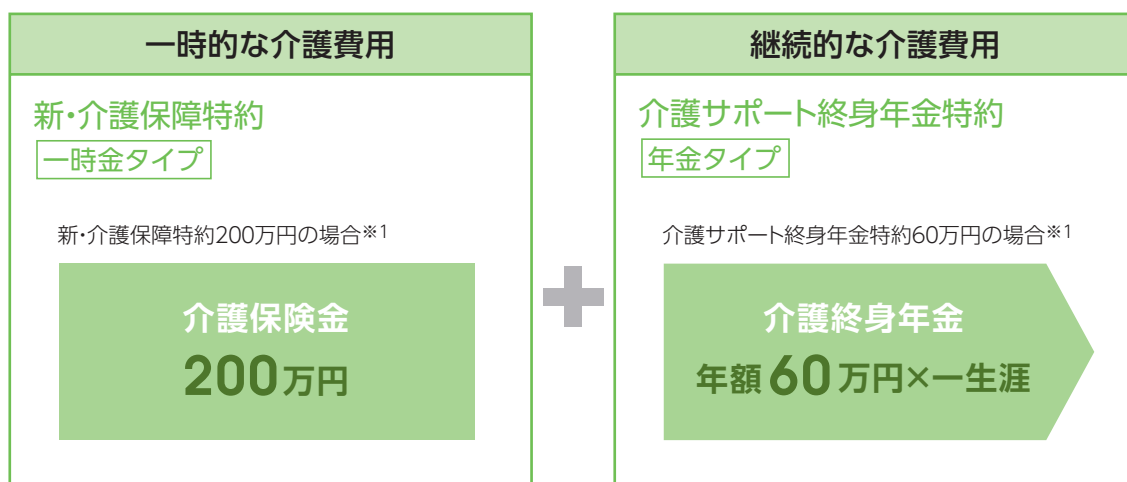 一時的な介護費用
新・介護保障特約
一時金タイプ
新・介護保障特約200万円の場合※1
介護保険金
200万円
継続的な介護費用
介護サポート終身年金特約
年金タイプ
介護サポート終身年金特約60万円の場合※1
介護終身年金
年額60万円×一生涯